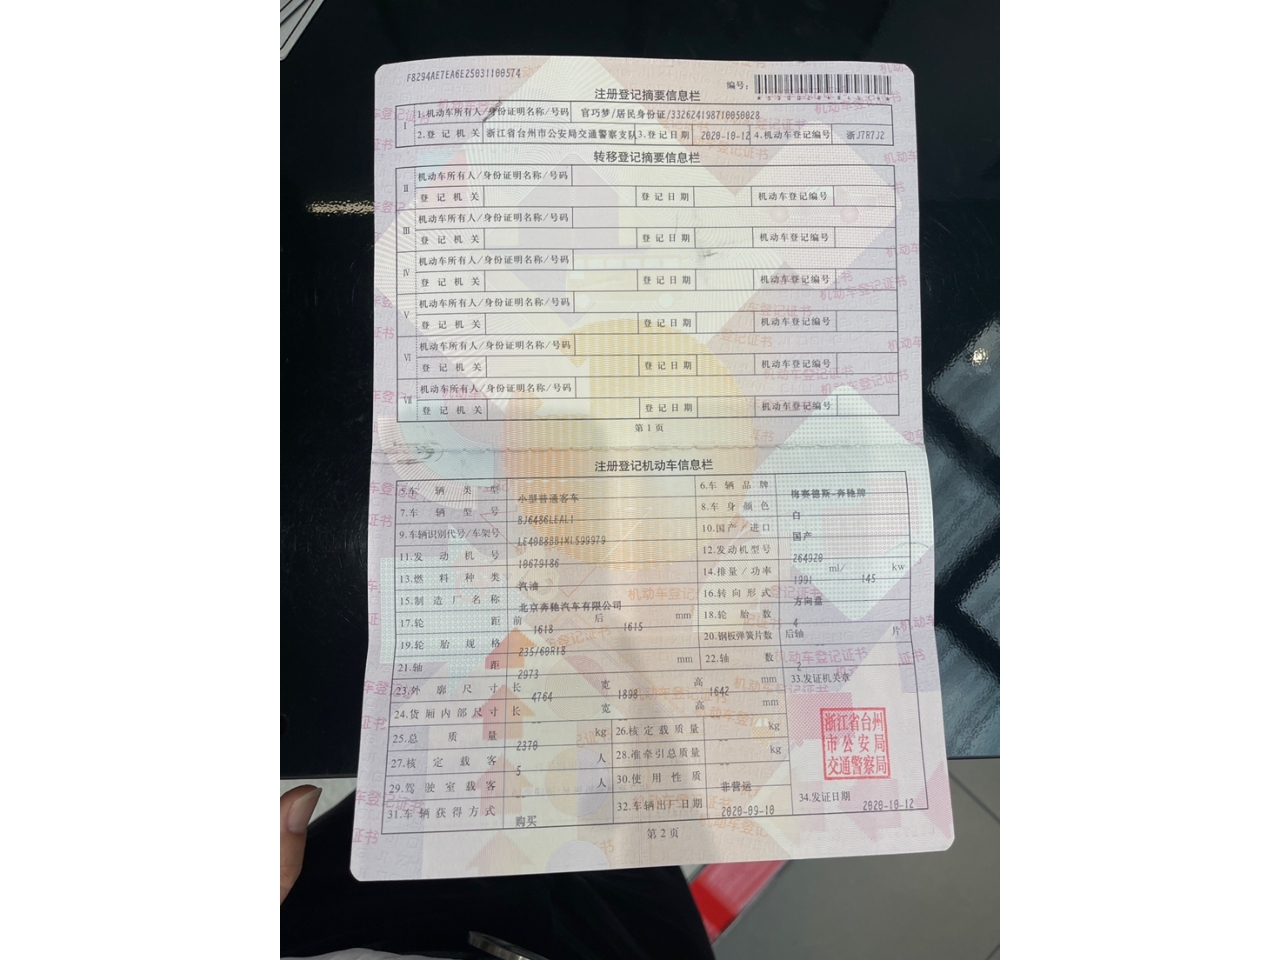 F8294AE7EA6E25031100574
编号：
注册登记摘要信息栏
Ⅰ 1.机动车所有人/身份证明名称/号码 官巧梦/居民身份证/332624198710050028
2.登记机关 浙江省台州市公安局交通警察支队 3.登记日期 2020-10-12 4.机动车登记编号 浙J7R7J2
转移登记摘要信息栏
Ⅱ 机动车所有人/身份证明名称/号码
登记机关 登记日期 机动车登记编号
Ⅲ 机动车所有人/身份证明名称/号码
登记机关 登记日期 机动车登记编号
Ⅳ 机动车所有人/身份证明名称/号码
登记机关 登记日期 机动车登记编号
Ⅴ 机动车所有人/身份证明名称/号码
登记机关 登记日期 机动车登记编号
Ⅵ 机动车所有人/身份证明名称/号码
登记机关 登记日期 机动车登记编号
Ⅶ 机动车所有人/身份证明名称/号码
登记机关 登记日期 机动车登记编号
第1页
注册登记机动车信息栏
5.车辆类型 小型普通客车 6.车辆品牌 梅赛德斯-奔驰牌
7.车辆型号 BJ6486LEAL1 8.车身颜色 白
9.车辆识别代号/车架号 LE40B8BB1KL599979 10.国产/进口 国产
11.发动机号 10679186 12.发动机型号 264920
13.燃料种类 汽油 14.排量/功率 1991 ml/ 145 kw
15.制造厂名称 北京奔驰汽车有限公司 16.转向形式 方向盘
17.轮距 前 1618 后 1615 mm 18.轮胎数 4
19.轮胎规格 235/60R18 20.钢板弹簧片数 后轴 片
21.轴距 2973 mm 22.轴数 2
23.外廓尺寸 长 4764 宽 1898 高 1642 mm 33.发证机关章
24.货厢内部尺寸 长 -- 宽 -- 高 -- mm
25.总质量 2370 kg 26.核定载质量 -- kg
27.核定载客 5 人 28.准牵引总质量 -- kg
29.驾驶室载客 -- 人 30.使用性质 非营运
31.车辆获得方式 购买 32.车辆出厂日期 2020-09-10 34.发证日期 2020-10-12
浙江省台州
市公安局
交通警察局
第2页